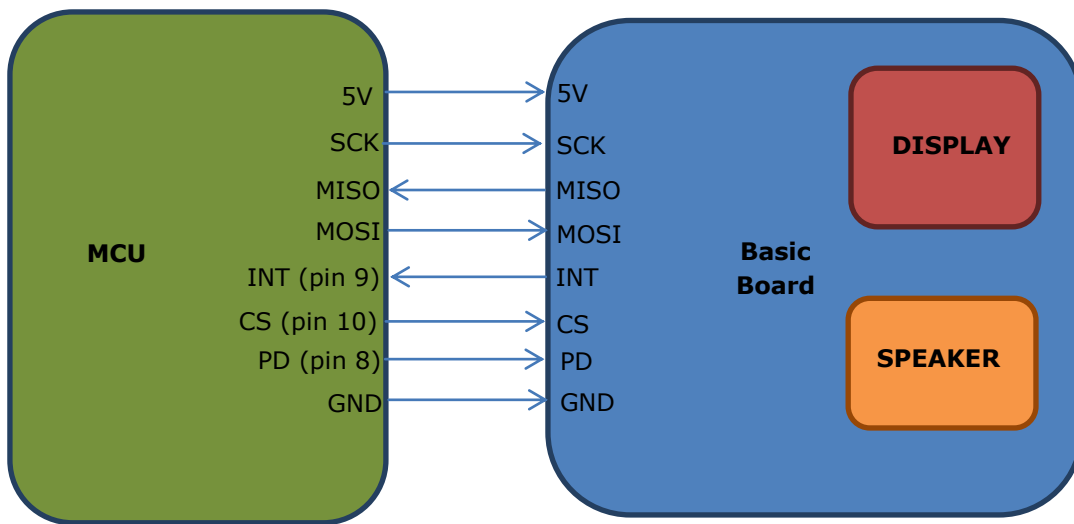 5V
SCK
MISO
MOSI
INT (pin 9)
CS (pin 10)
PD (pin 8)
GND
MCU
5V
SCK
MISO
MOSI
INT
CS
PD
GND
Basic
Board
DISPLAY
SPEAKER